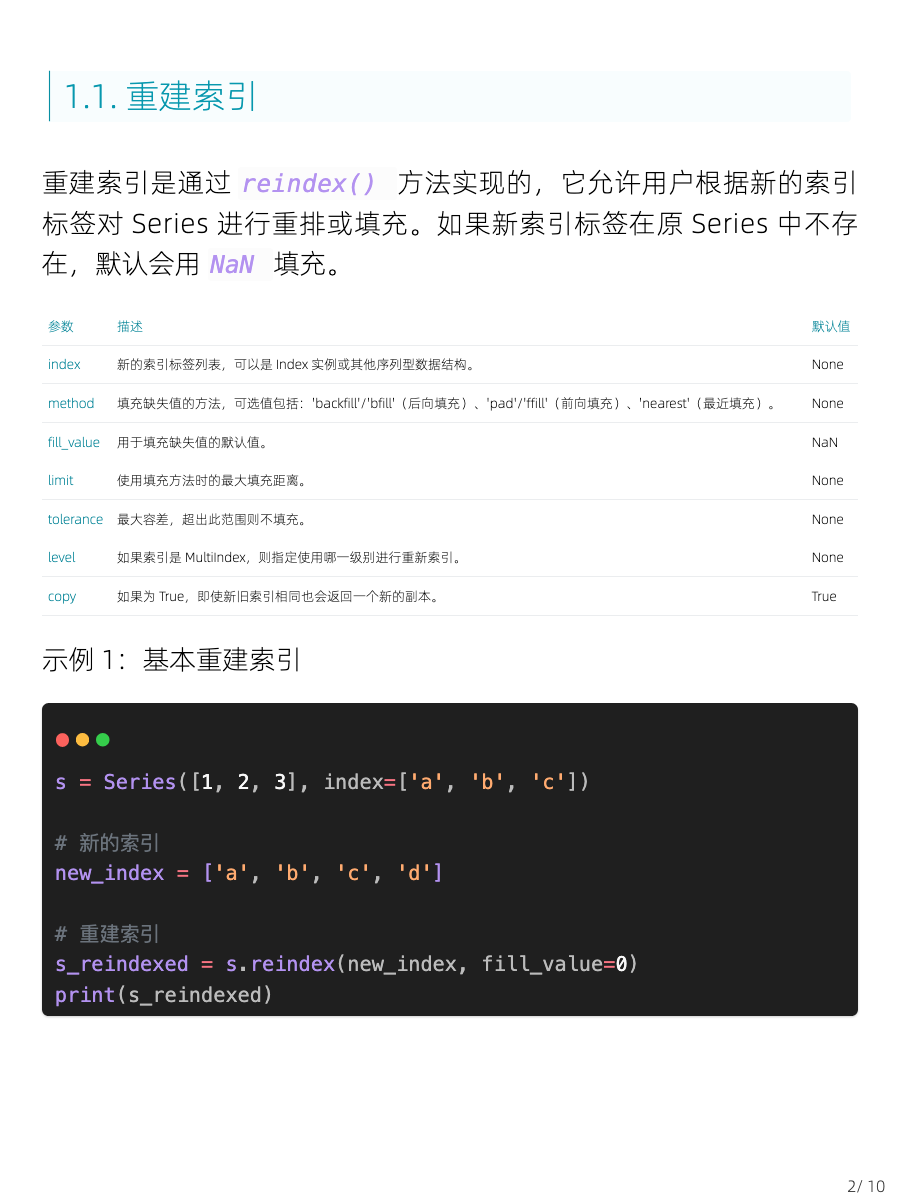 1.1. 重建索引
重建索引是通过 reindex() 方法实现的，它允许用户根据新的索引
标签对 Series 进行重排或填充。如果新索引标签在原 Series 中不存
在，默认会用 NaN 填充。
参数 描述 默认值
index 新的索引标签列表，可以是 Index 实例或其他序列型数据结构。 None
method 填充缺失值的方法，可选值包括：'backfill'/'bfill'（后向填充）、'pad'/'ffill'（前向填充）、'nearest'（最近填充）。 None
fill_value 用于填充缺失值的默认值。 NaN
limit 使用填充方法时的最大填充距离。 None
tolerance 最大容差，超出此范围则不填充。 None
level 如果索引是 MultiIndex，则指定使用哪一级别进行重新索引。 None
copy 如果为 True，即使新旧索引相同也会返回一个新的副本。 True
示例 1：基本重建索引
s = Series([1, 2, 3], index=['a', 'b', 'c'])
# 新的索引
new_index = ['a', 'b', 'c', 'd']
# 重建索引
s_reindexed = s.reindex(new_index, fill_value=0)
print(s_reindexed)
2/ 10